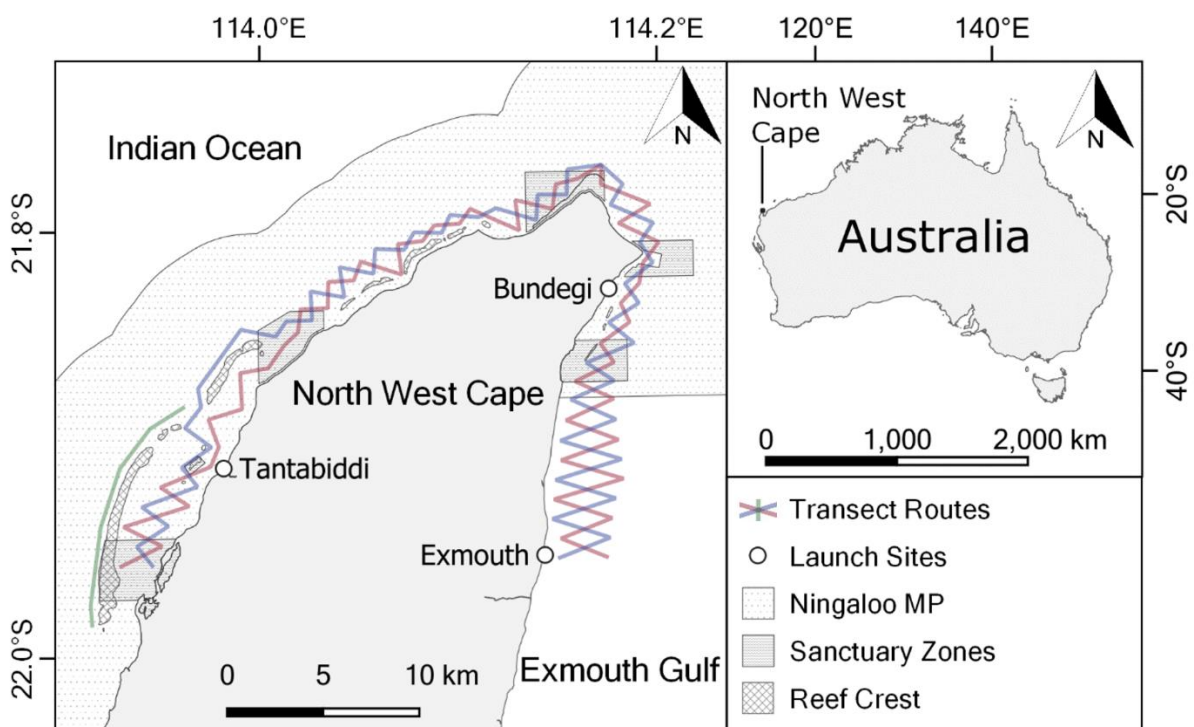 114.0°E
114.2°E
120°E
140°E
21.8°S
22.0°S
Indian Ocean
N
Bundegi
North West Cape
Tantabiddi
Exmouth
0 5 10 km
Exmouth Gulf
North West
Cape
N
Australia
20°S
40°S
0 1,000 2,000 km
Transect Routes
Launch Sites
Ningaloo MP
Sanctuary Zones
Reef Crest